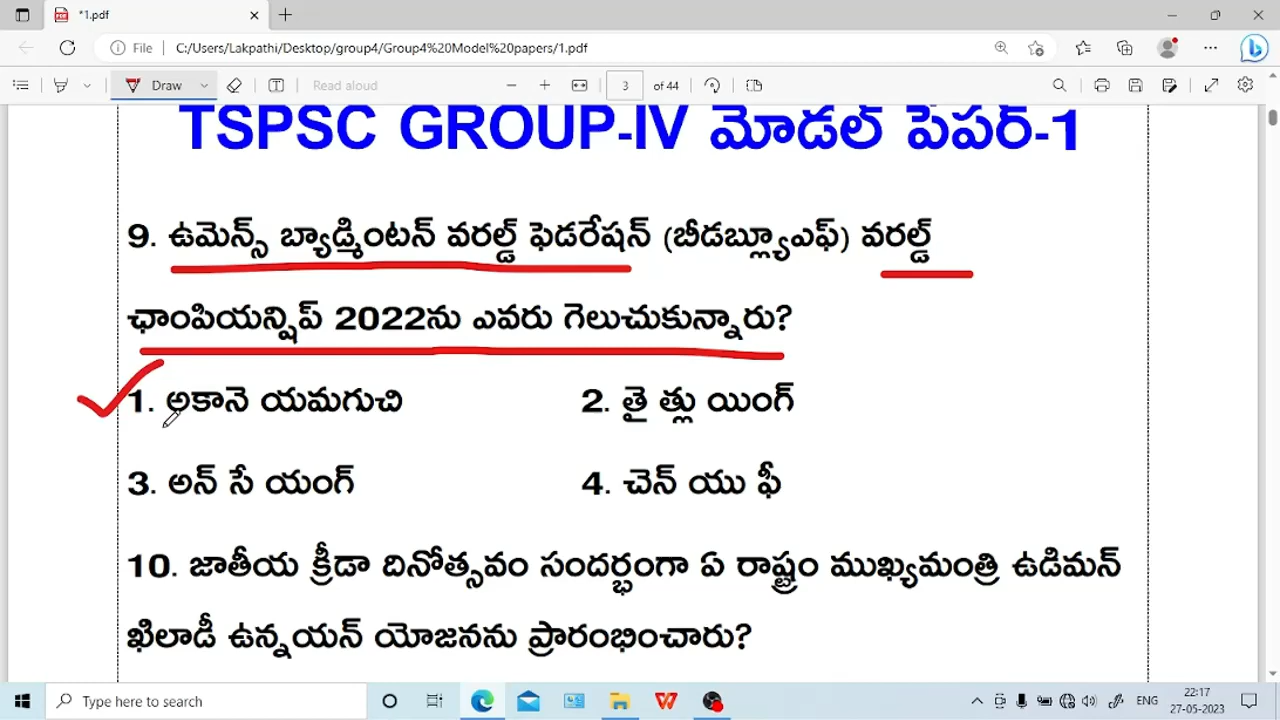 *1.pdf
File
C:/Users/Lakpathi/Desktop/group4/Group4%20Model%20papers/1.pdf
Draw
Read aloud
3
of 44
TSPSC GROUP-IV మోడల్ పేపర్-1
9. ఉమెన్స్ బ్యాడ్మింటన్ వరల్డ్ ఫెడరేషన్ (బీడబ్ల్యూఎఫ్) వరల్డ్
ఛాంపియన్షిప్ 2022ను ఎవరు గెలుచుకున్నారు?
1. అకానె యమగుచి
2. తై త్లు యింగ్
3. అన్ సే యంగ్
4. చెన్ యు ఫీ
10. జాతీయ క్రీడా దినోత్సవం సందర్భంగా ఏ రాష్ట్రం ముఖ్యమంత్రి ఉడిమన్
ఖిలాడీ ఉన్నయన్ యోజనను ప్రారంభించారు?
Type here to search
ENG
22:17
27-05-2023